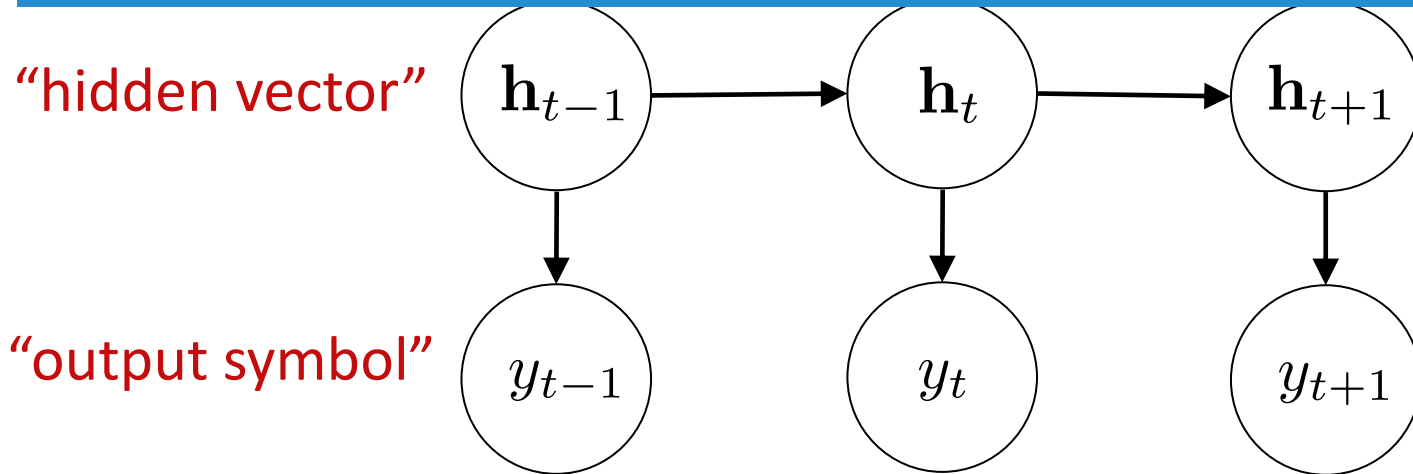 “hidden vector” h_{t−1} h_t h_{t+1}
“output symbol” y_{t−1} y_t y_{t+1}